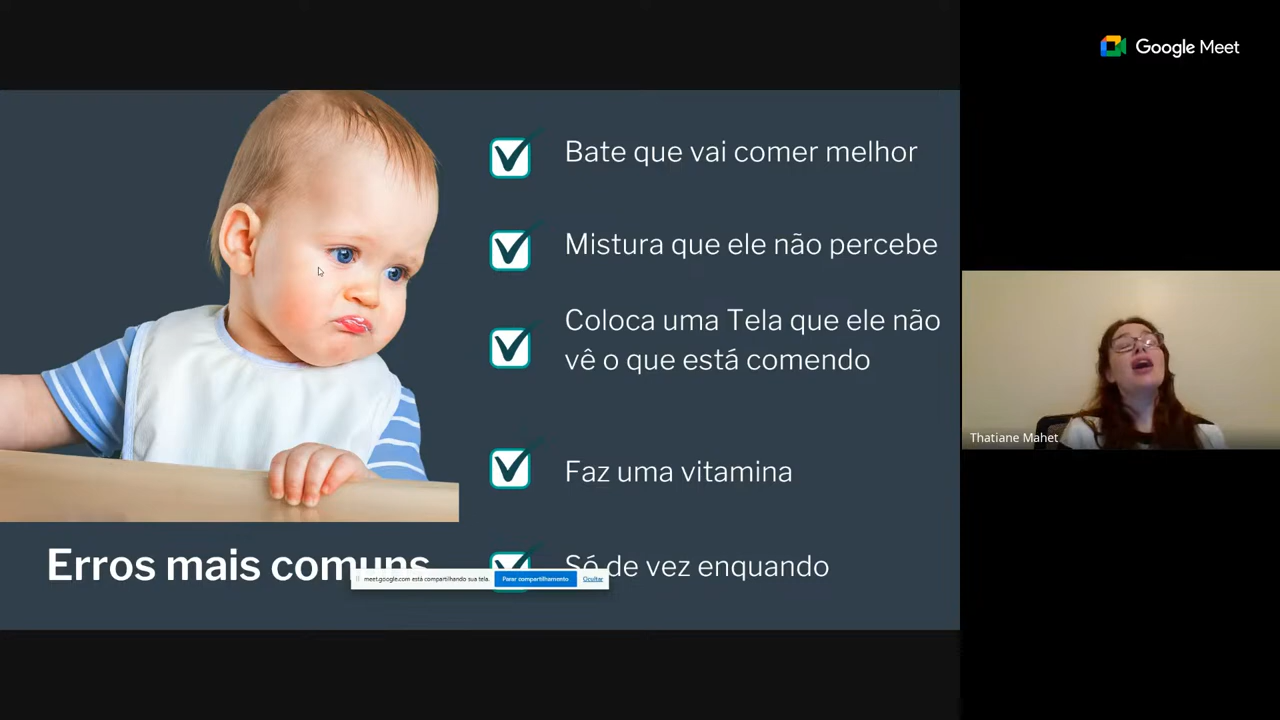 Google Meet
Bate que vai comer melhor
Mistura que ele não percebe
Coloca uma Tela que ele não
vê o que está comendo
Faz uma vitamina
Só de vez enquando
Erros mais comuns
meet.google.com está compartilhando sua tela.
Parar compartilhamento
Ocultar
Thatiane Mahet